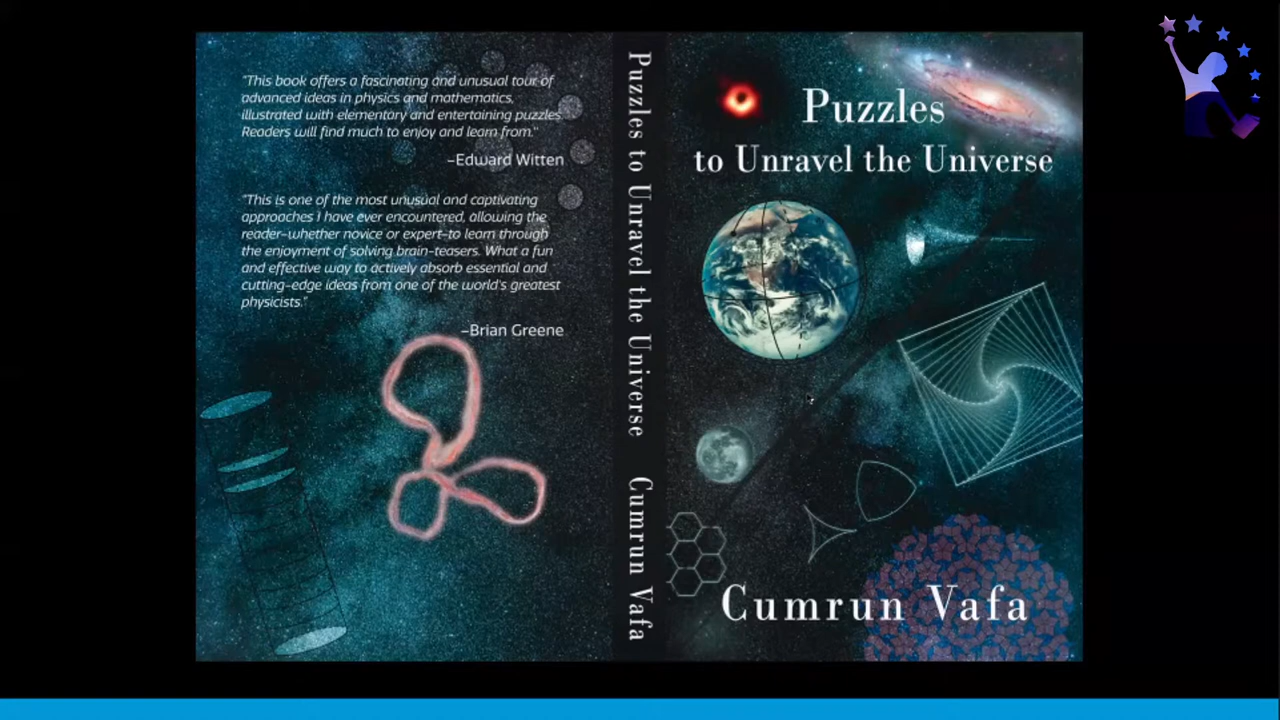 "This book offers a fascinating and unusual tour of
advanced ideas in physics and mathematics,
illustrated with elementary and entertaining puzzles.
Readers will find much to enjoy and learn from."
–Edward Witten
"This is one of the most unusual and captivating
approaches I have ever encountered, allowing the
reader–whether novice or expert–to learn through
the enjoyment of solving brain-teasers. What a fun
and effective way to actively absorb essential and
cutting-edge ideas from one of the world's greatest
physicists."
–Brian Greene
Puzzles to Unravel the Universe Cumrun Vafa
Puzzles
to Unravel the Universe
Cumrun Vafa